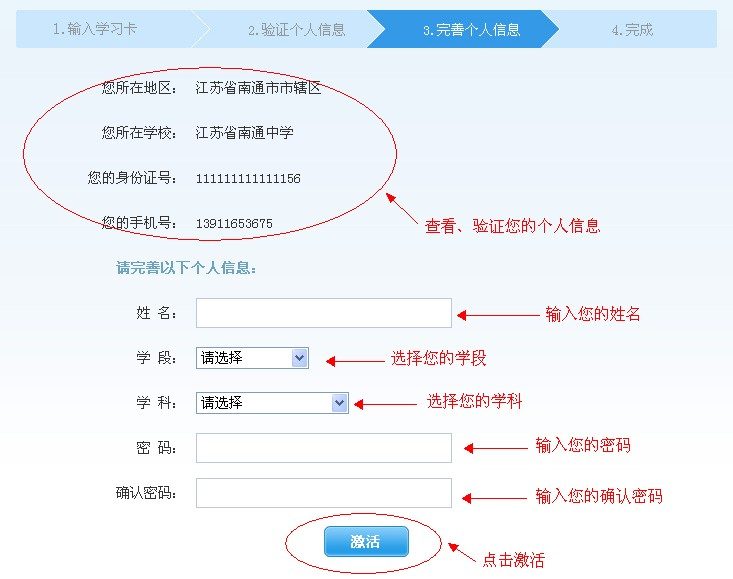 1.输入学习卡 2.验证个人信息 3.完善个人信息 4.完成
您所在地区: 江苏省南通市市辖区
您所在学校: 江苏省南通中学
您的身份证号: 111111111111156
您的手机号: 13911653675
查看、验证您的个人信息
请完善以下个人信息:
姓 名: 输入您的姓名
学 段: 请选择 选择您的学段
学 科: 请选择 选择您的学科
密 码: 输入您的密码
确认密码: 输入您的确认密码
激活
点击激活